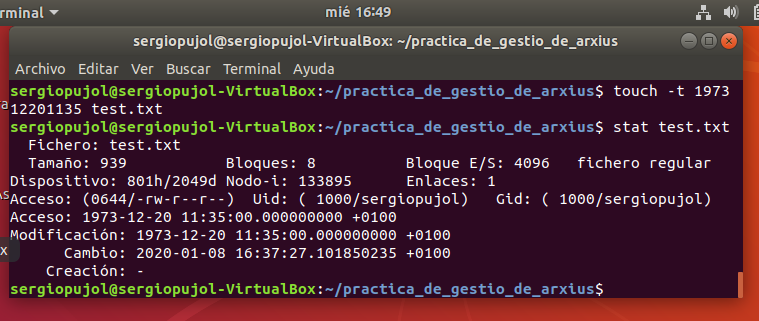 rminal
mié 16:49
sergiopujol@sergiopujol-VirtualBox: ~/practica_de_gestio_de_arxius
Archivo Editar Ver Buscar Terminal Ayuda
sergiopujol@sergiopujol-VirtualBox:~/practica_de_gestio_de_arxius$ touch -t 1973
12201135 test.txt
sergiopujol@sergiopujol-VirtualBox:~/practica_de_gestio_de_arxius$ stat test.txt
  Fichero: test.txt
  Tamaño: 939       	Bloques: 8          Bloque E/S: 4096   fichero regular
Dispositivo: 801h/2049d	Nodo-i: 133895      Enlaces: 1
Acceso: (0644/-rw-r--r--)  Uid: ( 1000/sergiopujol)   Gid: ( 1000/sergiopujol)
Acceso: 1973-12-20 11:35:00.000000000 +0100
Modificación: 1973-12-20 11:35:00.000000000 +0100
      Cambio: 2020-01-08 16:37:27.101850235 +0100
    Creación: -
sergiopujol@sergiopujol-VirtualBox:~/practica_de_gestio_de_arxius$
x